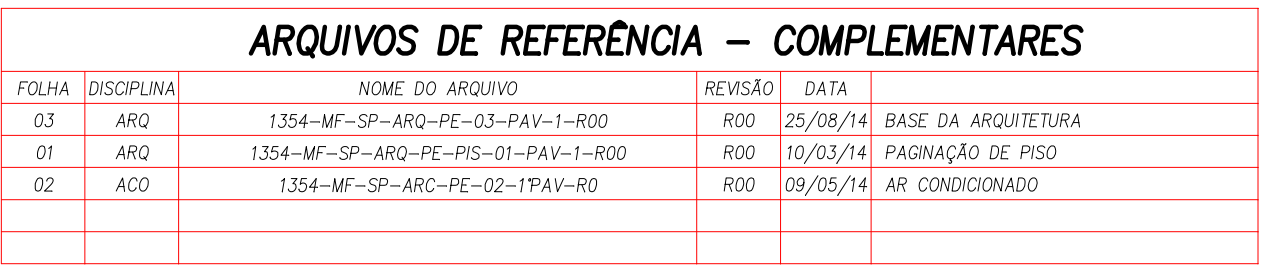 ARQUIVOS DE REFERÊNCIA – COMPLEMENTARES
FOLHA DISCIPLINA NOME DO ARQUIVO REVISÃO DATA
03 ARQ 1354-MF-SP-ARQ-PE-03-PAV-1-R00 R00 25/08/14 BASE DA ARQUITETURA
01 ARQ 1354-MF-SP-ARQ-PE-PIS-01-PAV-1-R00 R00 10/03/14 PAGINAÇÃO DE PISO
02 ACO 1354-MF-SP-ARC-PE-02-1°PAV-R0 R00 09/05/14 AR CONDICIONADO